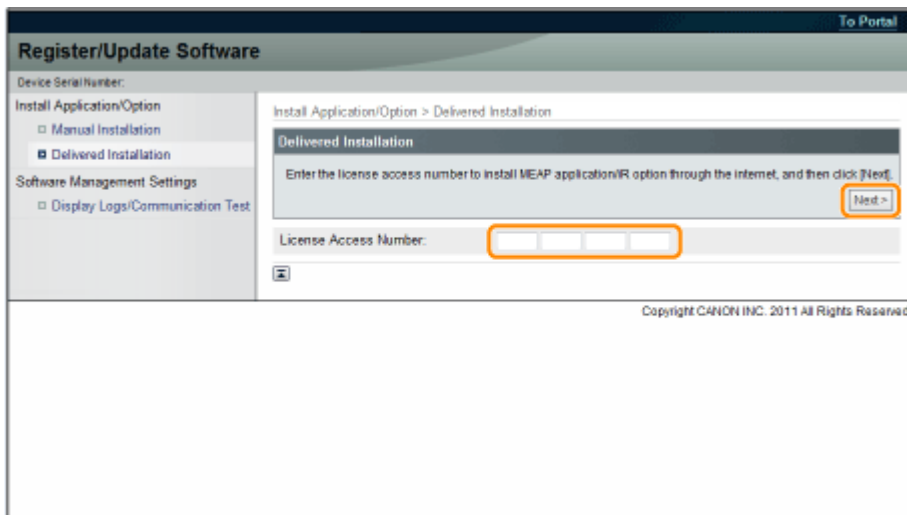 To Portal
Register/Update Software
Device Serial Number:
Install Application/Option
Manual Installation
Delivered Installation
Software Management Settings
Display Logs/Communication Test
Install Application/Option > Delivered Installation
Delivered Installation
Enter the license access number to install MEAP application/iR option through the internet, and then click [Next].
Next >
License Access Number:
Copyright CANON INC. 2011 All Rights Reserved